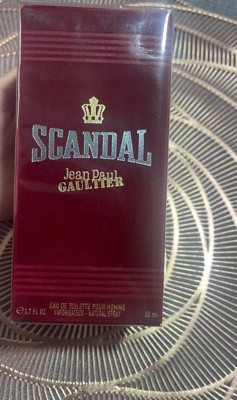 SCANDAL
Jean Paul
GAULTIER
EAU DE TOILETTE POUR HOMME
℮ 1.7 FL OZ. VAPORISATEUR - NATURAL SPRAY 50 ml